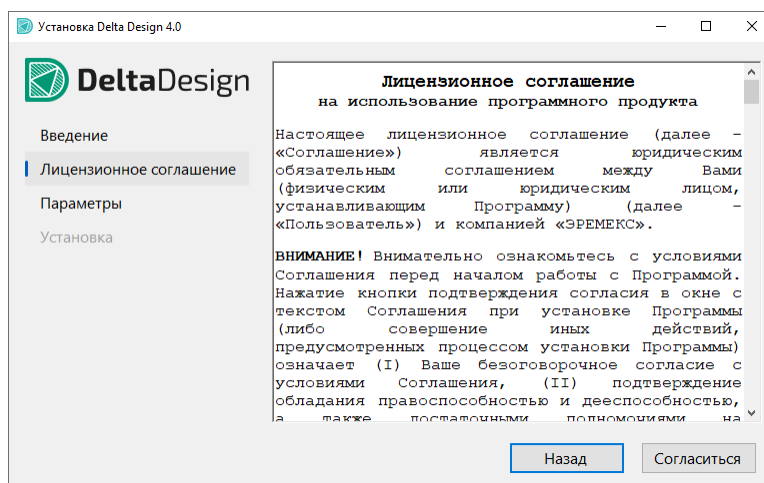 Установка Delta Design 4.0
DeltaDesign
Введение
Лицензионное соглашение
Параметры
Установка
Лицензионное соглашение
на использование программного продукта
Настоящее лицензионное соглашение (далее –
«Соглашение») является юридическим
обязательным соглашением между Вами
(физическим или юридическим лицом,
устанавливающим Программу) (далее –
«Пользователь») и компанией «ЭРЕМЕКС».
ВНИМАНИЕ! Внимательно ознакомьтесь с условиями
Соглашения перед началом работы с Программой.
Нажатие кнопки подтверждения согласия в окне с
текстом Соглашения при установке Программы
(либо совершение иных действий,
предусмотренных процессом установки Программы)
означает (I) Ваше безоговорочное согласие с
условиями Соглашения, (II) подтверждение
обладания правоспособностью и дееспособностью,
а также достаточными полномочиями на
Назад
Согласиться